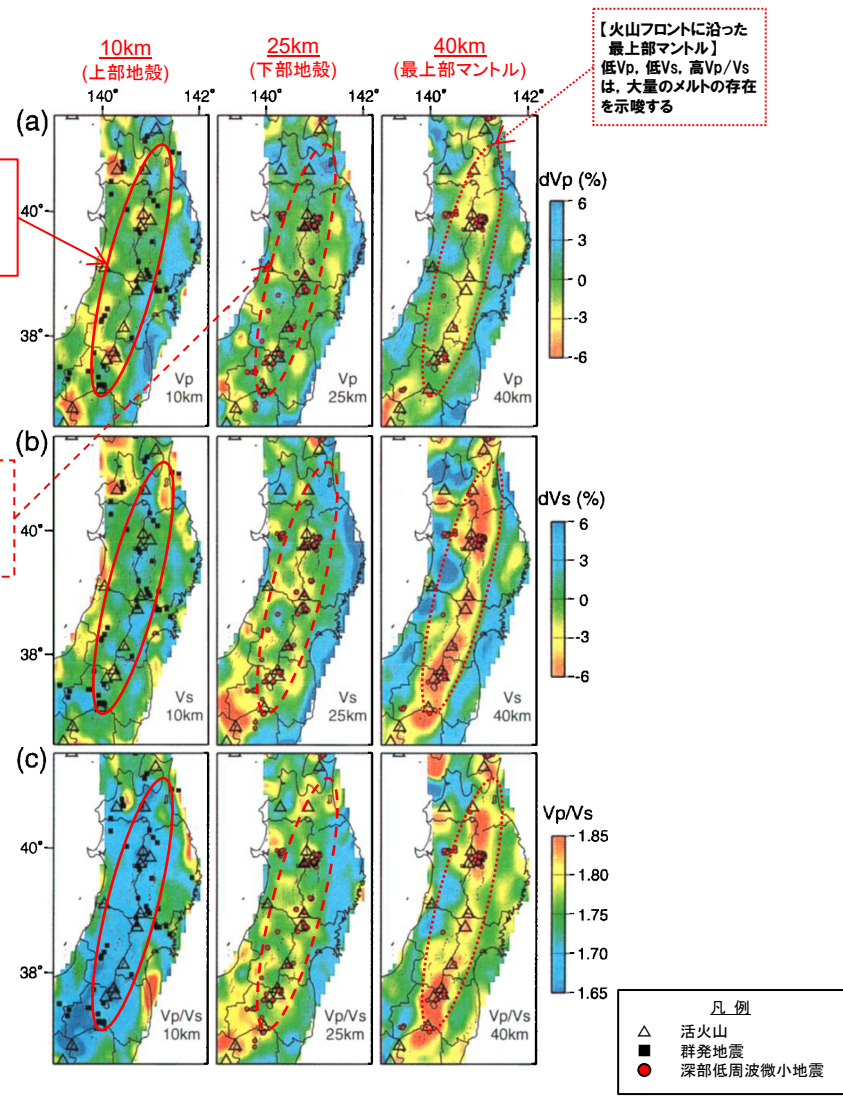 【火山フロントに沿った
最上部マントル】
低Vp，低Vs，高Vp/Vs
は，大量のメルトの存在
を示唆する
10km
(上部地殻)
25km
(下部地殻)
40km
(最上部マントル)
140° 142°
140° 142°
140° 142°
(a)
40°
38°
Vp
10km
Vp
25km
Vp
40km
dVp (%)
6
3
0
-3
-6
(b)
40°
38°
Vs
10km
Vs
25km
Vs
40km
dVs (%)
6
3
0
-3
-6
(c)
40°
38°
Vp/Vs
10km
Vp/Vs
25km
Vp/Vs
40km
Vp/Vs
1.85
1.80
1.75
1.70
1.65
凡 例
活火山
群発地震
深部低周波微小地震